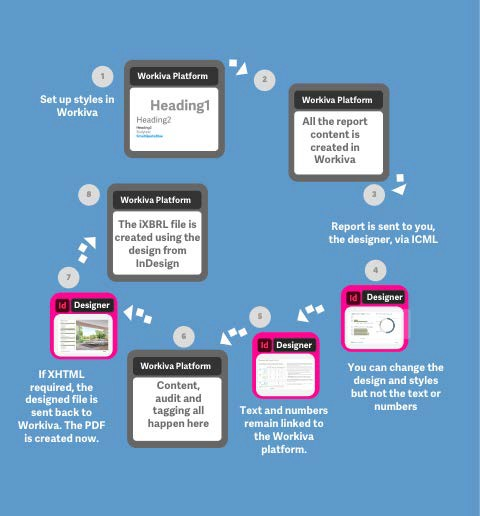 1
Set up styles in
Workiva
Workiva Platform
Heading1
Heading2
Heading3
2
Workiva Platform
All the report
content is
created in
Workiva
3
Report is sent to you,
the designer, via ICML
4
Id Designer
You can change the
design and styles
but not the text or
numbers
5
Id Designer
Text and numbers
remain linked to
the Workiva
platform.
6
Workiva Platform
Content,
audit and
tagging all
happen here
7
Id Designer
If XHTML
required, the
designed file is
sent back to
Workiva. The PDF
is created now.
8
Workiva Platform
The iXBRL file is
created using the
design from
InDesign